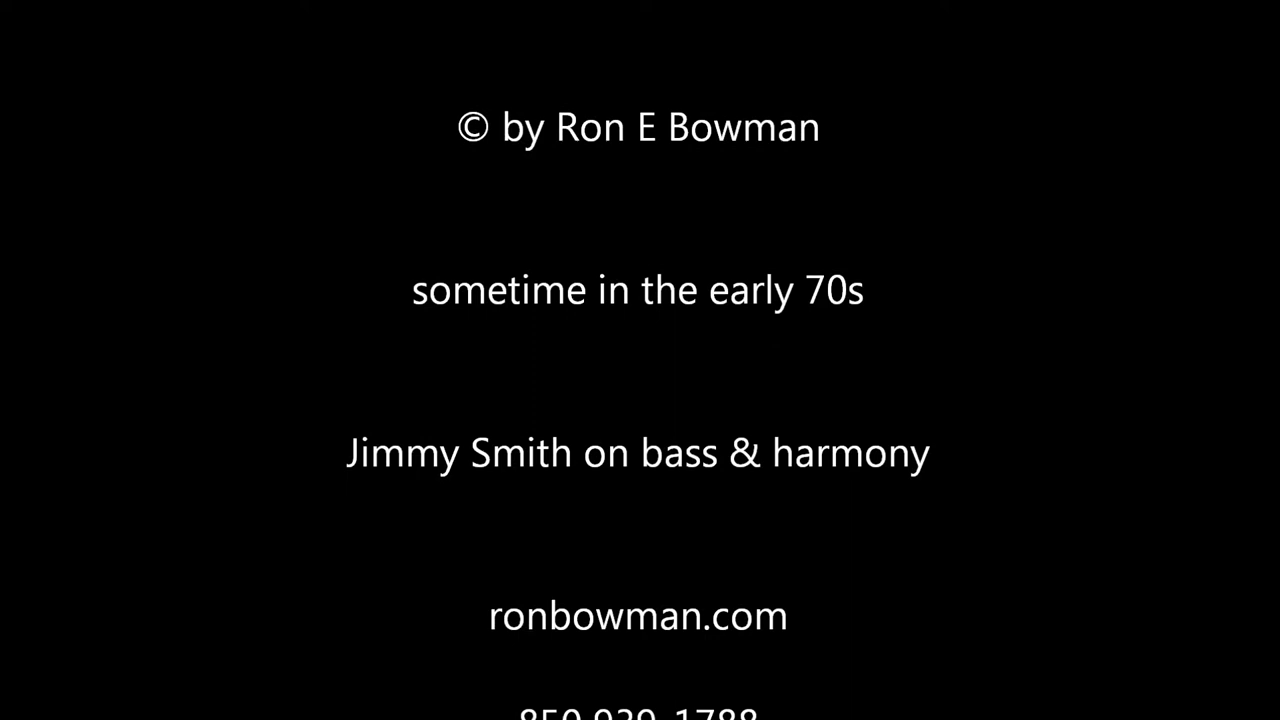 © by Ron E Bowman
sometime in the early 70s
Jimmy Smith on bass & harmony
ronbowman.com